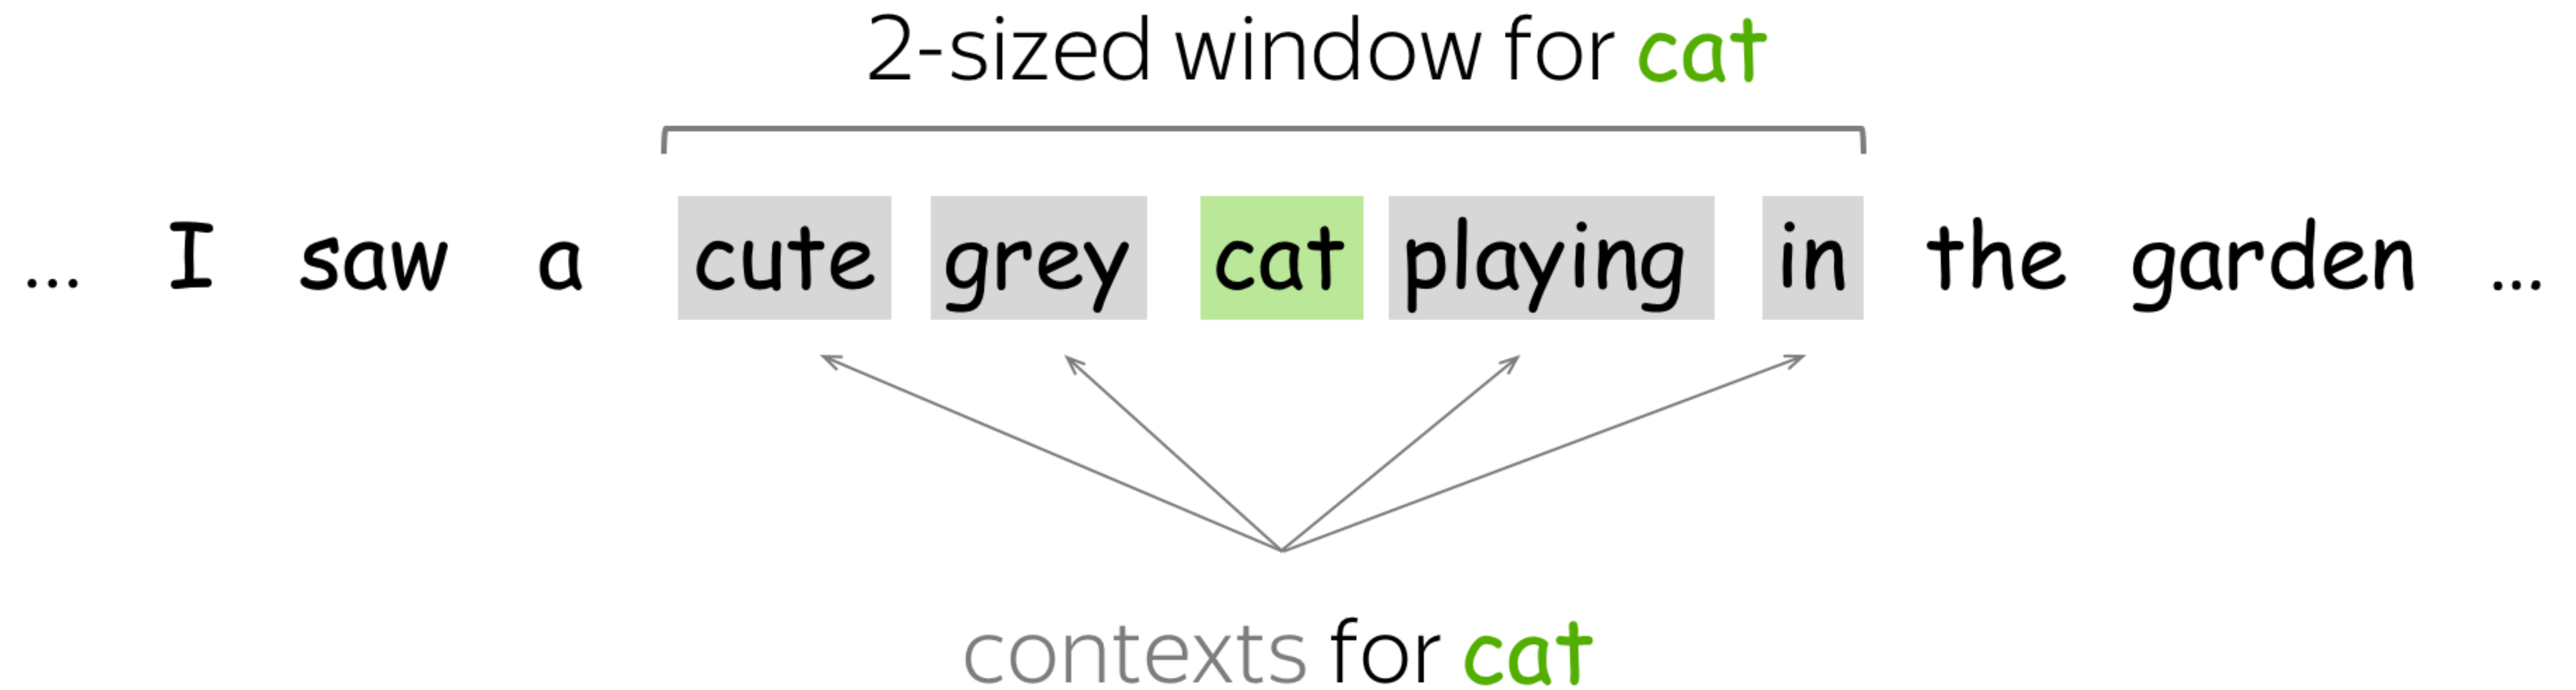 2-sized window for cat
... I saw a cute grey cat playing in the garden ...
contexts for cat